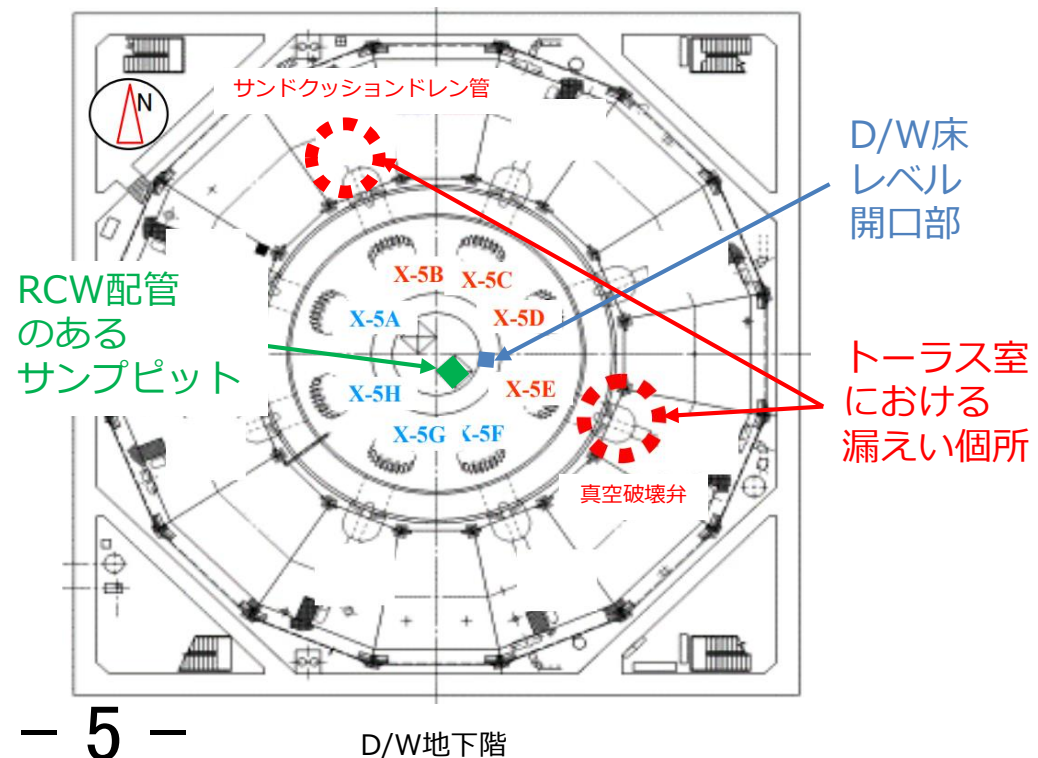 サンドクッションドレン管
N
D/W床
レベル
開口部
X-5B
X-5C
RCW配管
のある
サンプピット
X-5A
X-5D
トーラス室
における
漏えい個所
X-5H
X-5E
X-5G
X-5F
真空破壊弁
− 5 −
D/W地下階